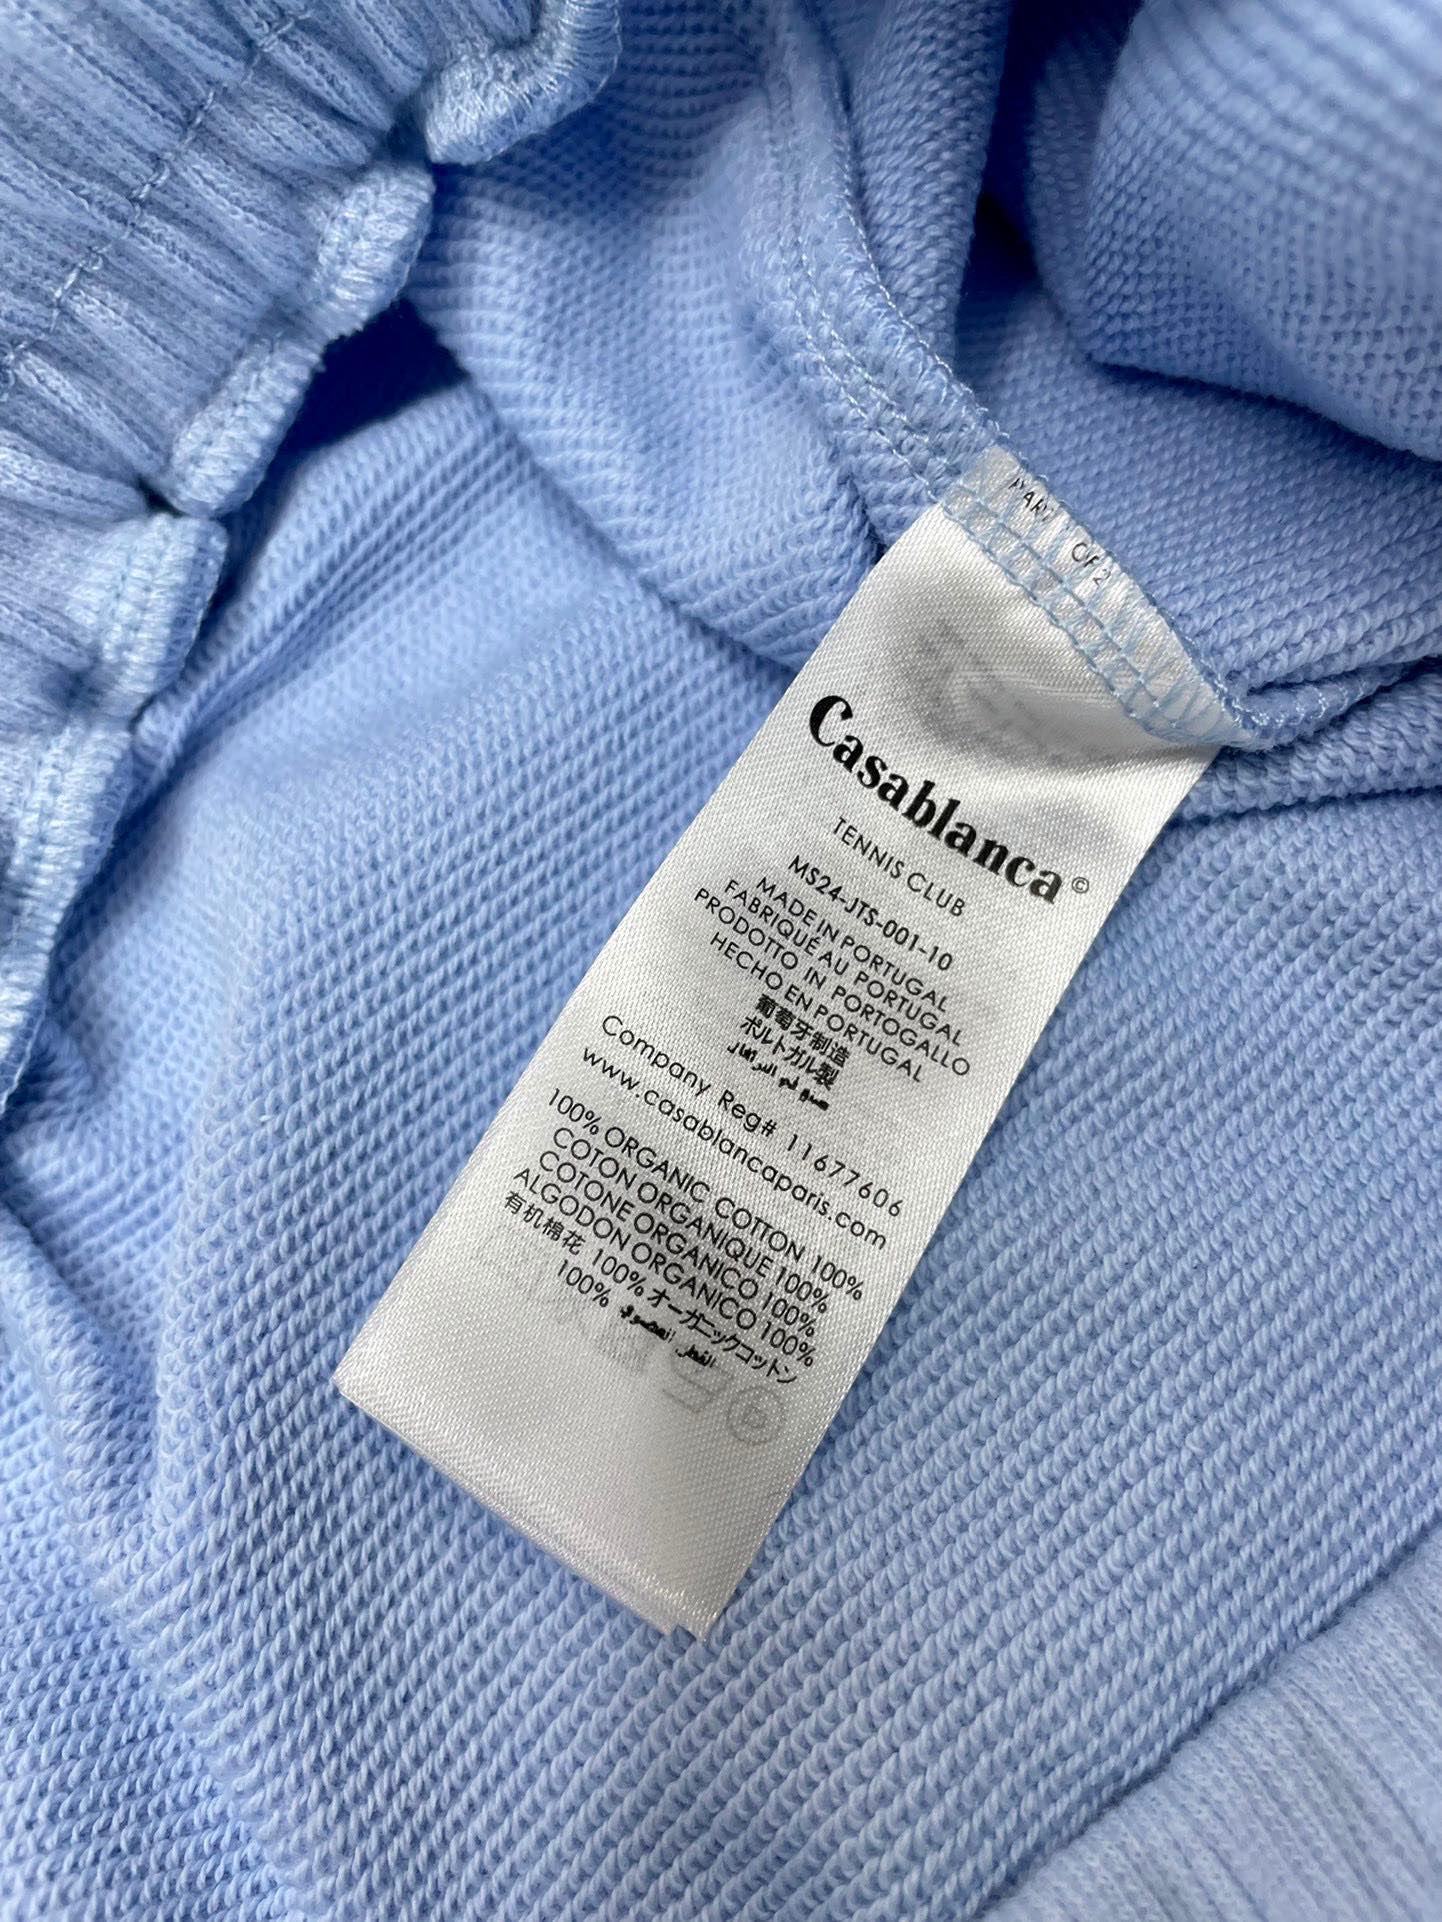 Casablanca©
TENNIS CLUB
MS24-JTS-001-10
MADE IN PORTUGAL
FABRIQUÉ AU PORTUGAL
PRODOTTO IN PORTOGALLO
HECHO EN PORTUGAL
葡萄牙制造
ポルトガル製
Company Reg# 11677606
www.casablancaparis.com
100% ORGANIC COTTON
COTON ORGANIQUE 100%
COTONE ORGANICO 100%
ALGODON ORGANICO 100%
有机棉花 100% オーガニックコットン
100%